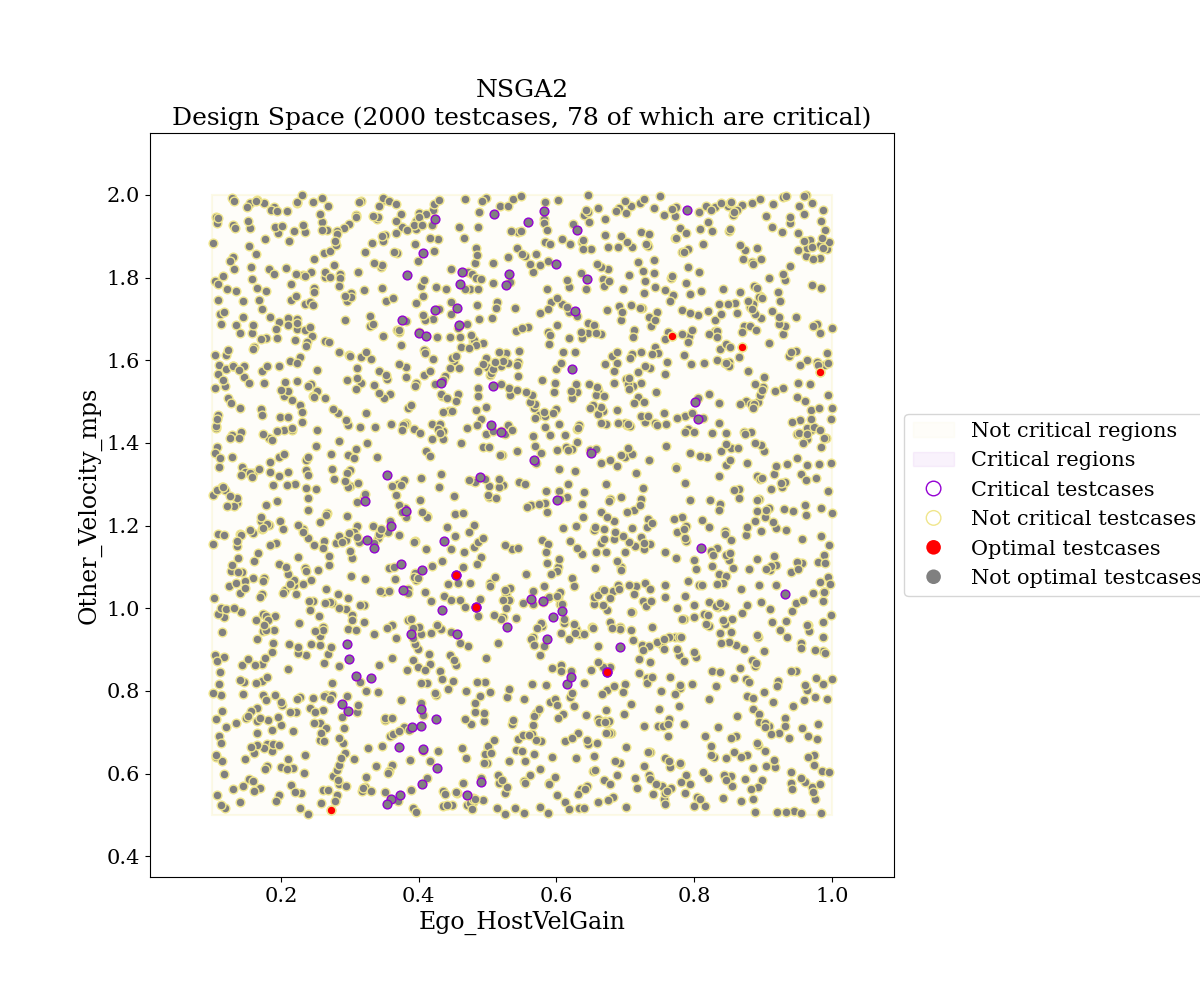 NSGA2
Design Space (2000 testcases, 78 of which are critical)
2.0
1.8
1.6
1.4
1.2
1.0
0.8
0.6
0.4
Other_Velocity_mps
0.2
0.4
0.6
0.8
1.0
Ego_HostVelGain
Not critical regions
Critical regions
Critical testcases
Not critical testcases
Optimal testcases
Not optimal testcases